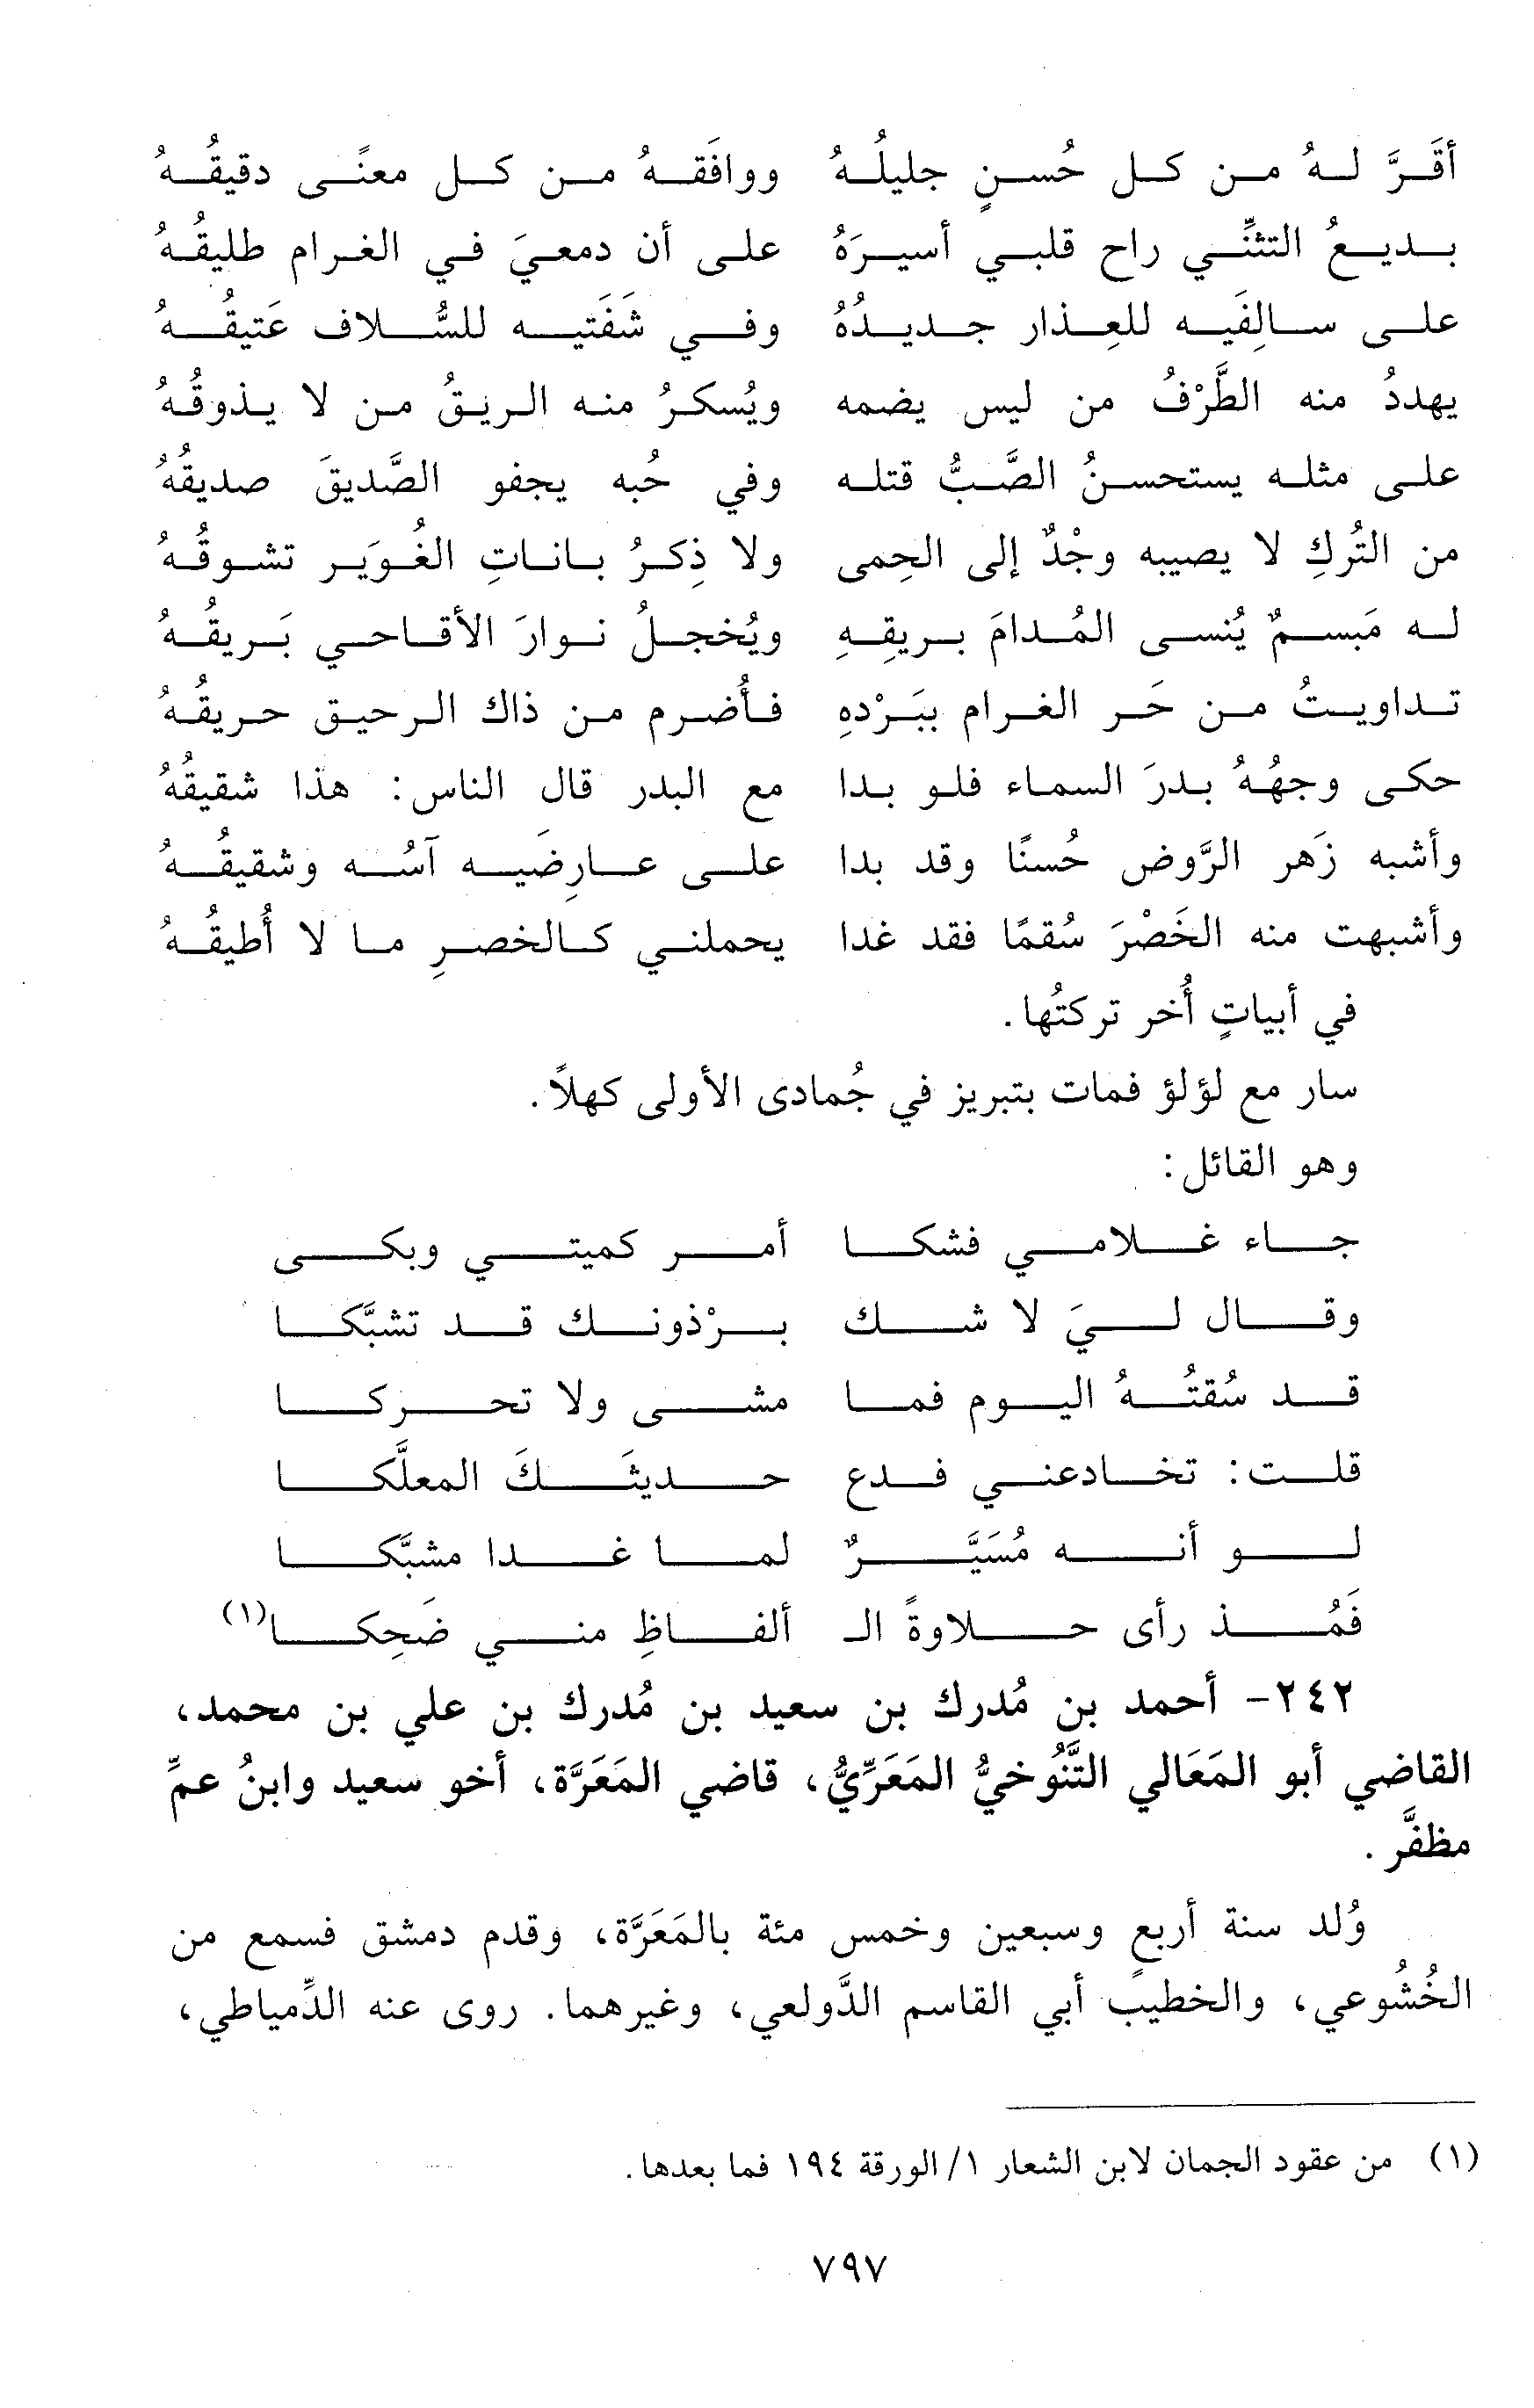 أقَرَّ لهُ من كل حُسنٍ جليلُهُ ووافَقهُ من كل معنًى دقيقُهُ
بديعُ التثنِّي راح قلبي أسيرَهُ على أن دمعيَ في الغرام طليقُهُ
على سالِفَيه للعِذار جديدُهُ وفي شَفَتيه للسُّلاف عَتيقُهُ
يهددُ منه الطَّرْفُ من ليس يضمه ويُسكرُ منه الريقُ من لا يذوقُهُ
على مثله يستحسنُ الصَّبُّ قتله وفي حُبه يجفو الصَّديقَ صديقُهُ
من التُركِ لا يصيبه وجْدٌ إلى الحِمى ولا ذِكرُ باناتِ الغُوَير تشوقُهُ
له مَبسمٌ يُنسى المُدامَ بريقِهِ ويُخجلُ نوارَ الأقاحي بَريقُهُ
تداويتُ من حَر الغرام ببَرْدهِ فأُضرم من ذاك الرحيق حريقُهُ
حكى وجهُهُ بدرَ السماء فلو بدا مع البدر قال الناس: هذا شقيقُهُ
وأشبه زَهر الرَّوض حُسنًا وقد بدا على عارِضَيه آسُه وشقيقُهُ
وأشبهت منه الخَصْرَ سُقمًا فقد غدا يحملني كالخصرِ ما لا أُطيقُهُ
في أبياتٍ أُخر تركتُها.
سار مع لؤلؤ فمات بتبريز في جُمادى الأولى كهلاً.
وهو القائل:
جاء غلامي فشكا أمر كميتي وبكى
وقال ليَ لا شك برْذونك قد تشبَّكا
قد سُقتُهُ اليوم فما مشى ولا تحركا
قلت: تخادعني فدع حديثَكَ المعلَّكا
لو أنه مُسَيَّرٌ لما غدا مشبَّكا
فَمُذ رأى حلاوةً الـ ألفاظِ مني ضَحِكا(١)
٢٤٢- أحمد بن مُدرك بن سعيد بن مُدرك بن علي بن محمد،
القاضي أبو المَعَالي التَّنُوخيُّ المَعَرِّيُّ، قاضي المَعَرَّة، أخو سعيد وابنُ عمِّ
مظفَّر.
وُلد سنة أربعٍ وسبعين وخمس مئة بالمَعَرَّة، وقدم دمشق فسمع من
الخُشُوعي، والخطيب أبي القاسم الدَّولعي، وغيرهما. روى عنه الدِّمياطي،
(١) من عقود الجمان لابن الشعار ١/ الورقة ١٩٤ فما بعدها.
٧٩٧